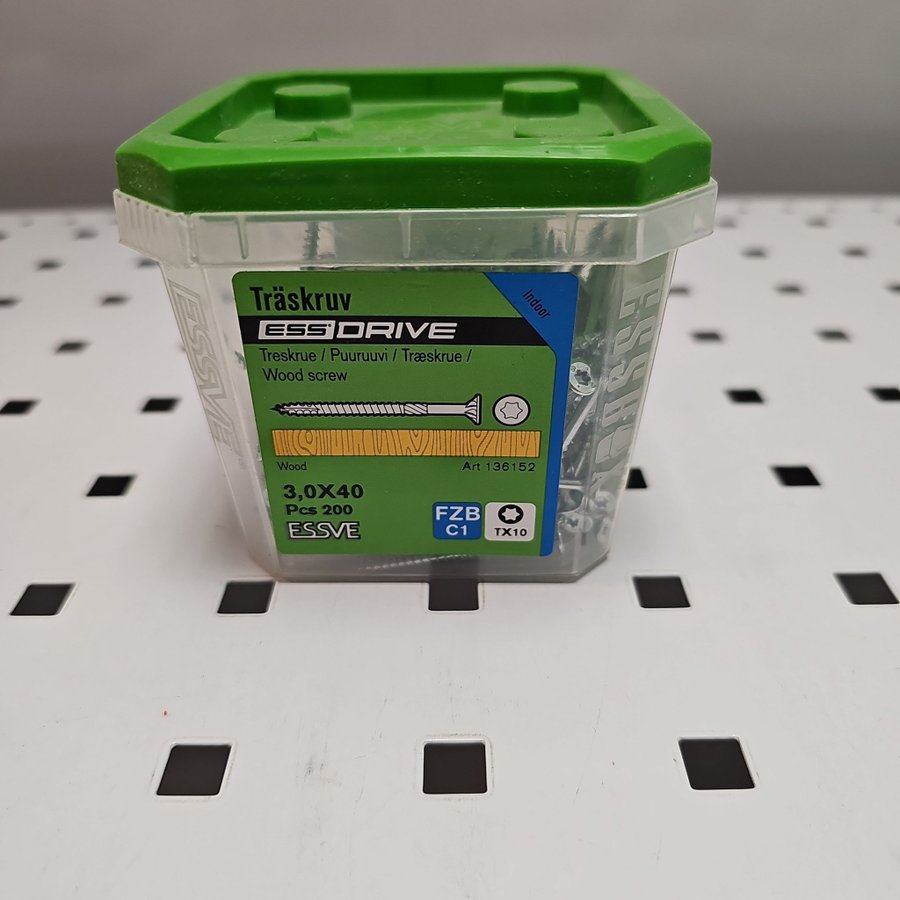 Träskruv
Indoor
ESS DRIVE
Treskrue / Puuruuvi / Træskrue /
Wood screw
Wood
Art 136152
3,0X40
Pcs 200
ESSVE
FZB
C1
TX10
ESSVE
ESSVE